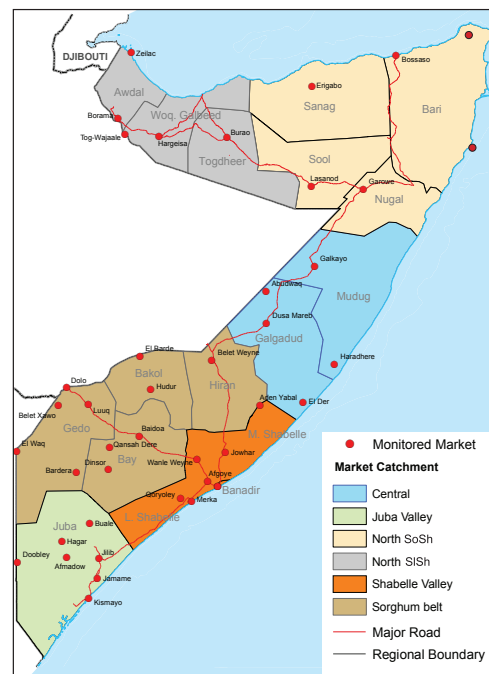 DJIBOUTI
Zeilac
Bossaso
Awdal
Erigabo
Sanag
Bari
Borama
Woq. Galbeed
Tog-Wajaale
Hargeisa
Burao
Togdheer
Sool
Lasanod
Garowe
Nugal
Galkayo
Abudwaq
Mudug
Dusa Mareb
Galgadud
El Barde
Belet Weyne
Haradhere
Bakol
Hiran
Dolo
Hudur
Aden Yabal
El Der
Belet Xawo
Luuq
Gedo
Baidoa
M. Shabelle
El Waq
Qansah Dere
Bay
Wanle Weyne
Jowhar
Dinsor
Bardera
Afgoye
Banadir
Qoryoley
Merka
L. Shabelle
Juba
Buale
Hagar
Doobley
Afmadow
Jilib
Jamame
Kismayo
Monitored Market
Market Catchment
Central
Juba Valley
North SoSh
North SlSh
Shabelle Valley
Sorghum belt
Major Road
Regional Boundary